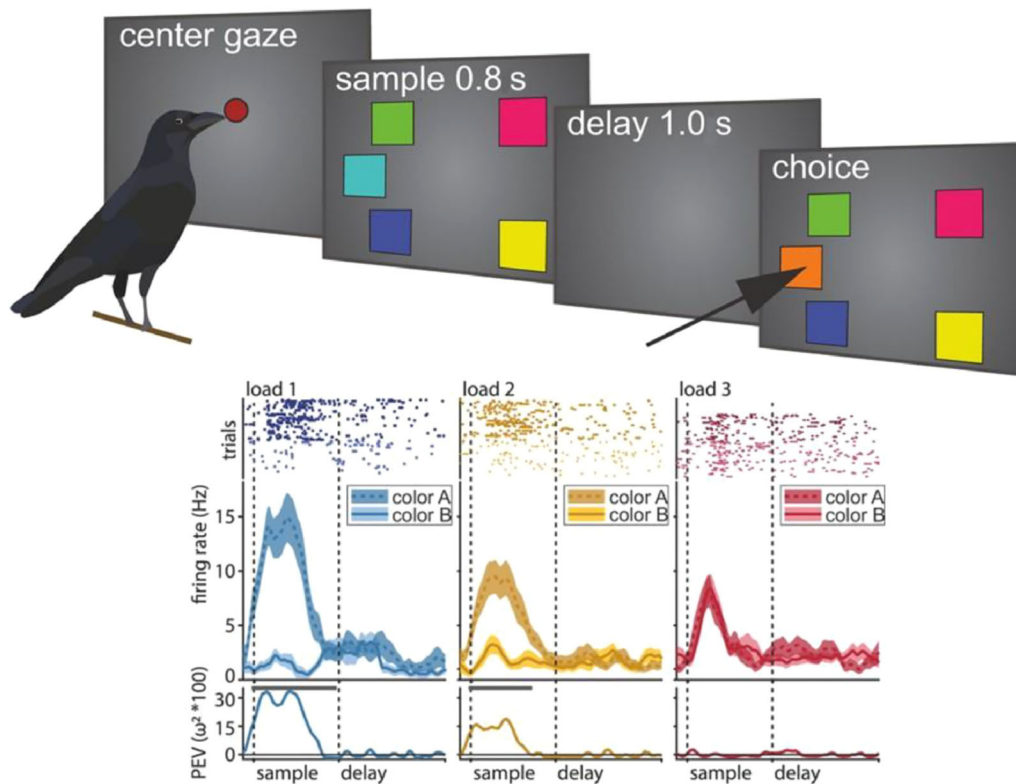 center gaze
sample 0.8 s
delay 1.0 s
choice
load 1
load 2
load 3
trials
color A
color B
color A
color B
color A
color B
firing rate (Hz)
15
10
5
0
PEV (ω² *100)
30
15
0
sample delay
sample delay
sample delay